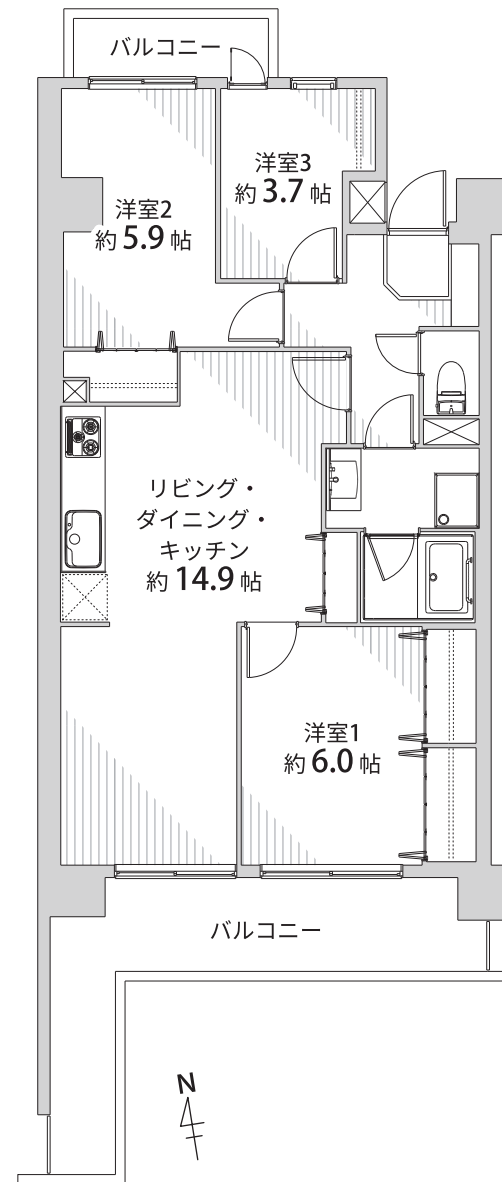 バルコニー
洋室3
約 3.7 帖
洋室2
約 5.9 帖
リビング・
ダイニング・
キッチン
約 14.9 帖
洋室1
約 6.0 帖
バルコニー
N